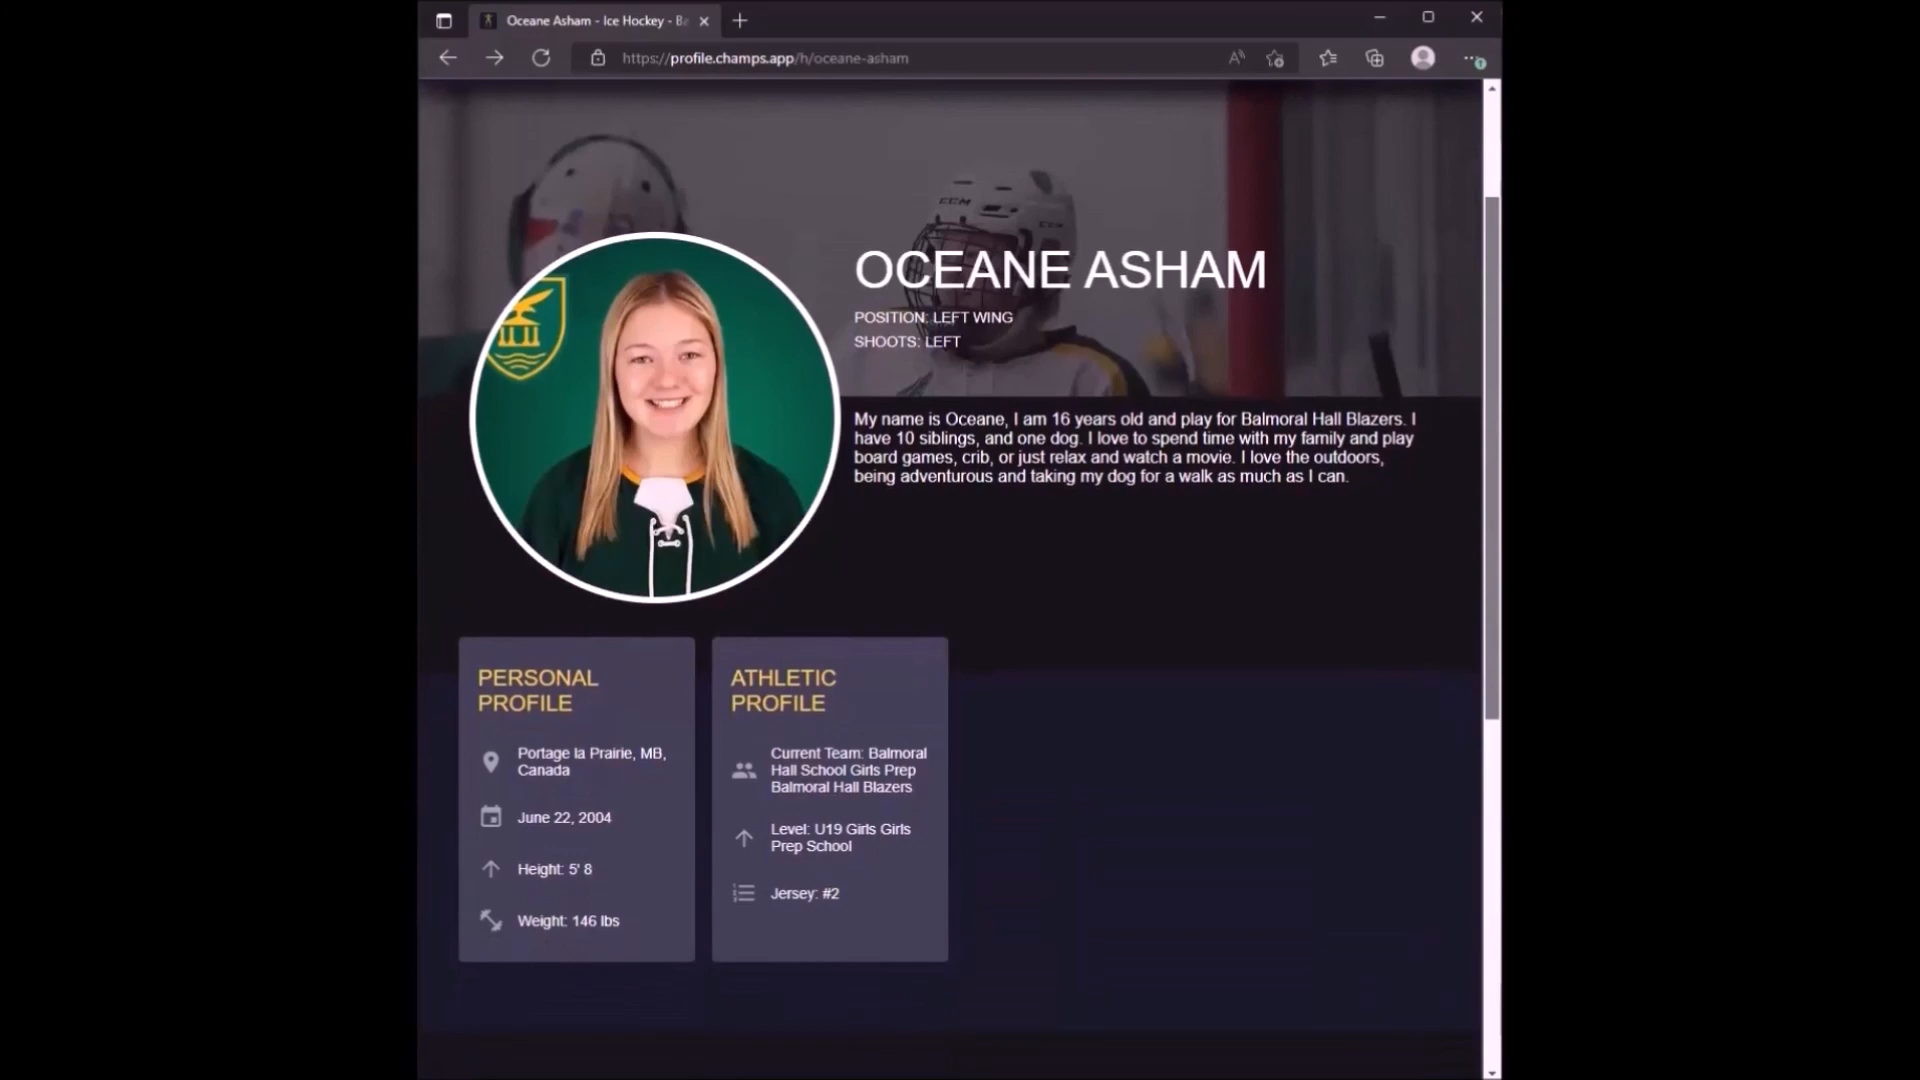 Oceane Asham - Ice Hockey - Be
https://profile.champs.app/h/oceane-asham
CCM
CCM
OCEANE ASHAM
POSITION: LEFT WING
SHOOTS: LEFT
My name is Oceane, I am 16 years old and play for Balmoral Hall Blazers. I
have 10 siblings, and one dog. I love to spend time with my family and play
board games, crib, or just relax and watch a movie. I love the outdoors,
being adventurous and taking my dog for a walk as much as I can.
PERSONAL
PROFILE
Portage la Prairie, MB,
Canada
June 22, 2004
Height: 5' 8
Weight: 146 lbs
ATHLETIC
PROFILE
Current Team: Balmoral
Hall School Girls Prep
Balmoral Hall Blazers
Level: U19 Girls Girls
Prep School
Jersey: #2